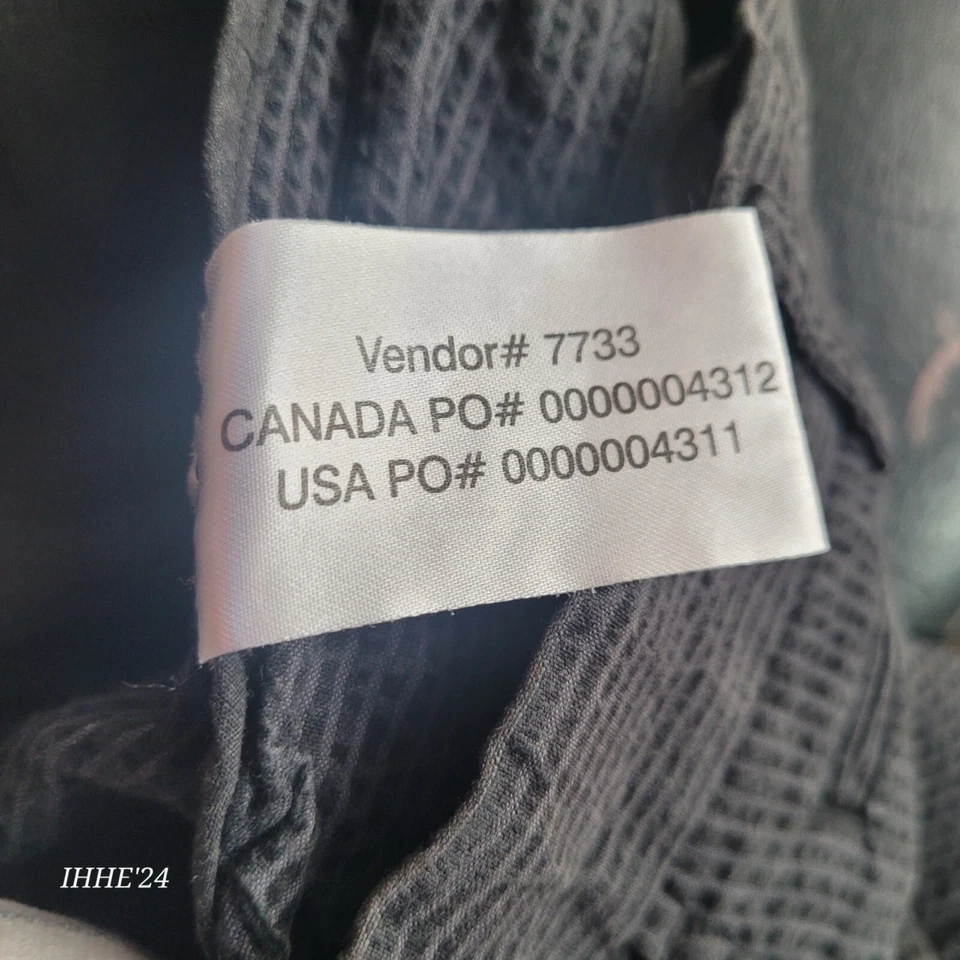 Vendor# 7733
CANADA PO# 0000004312
USA PO# 0000004311
IHHE'24